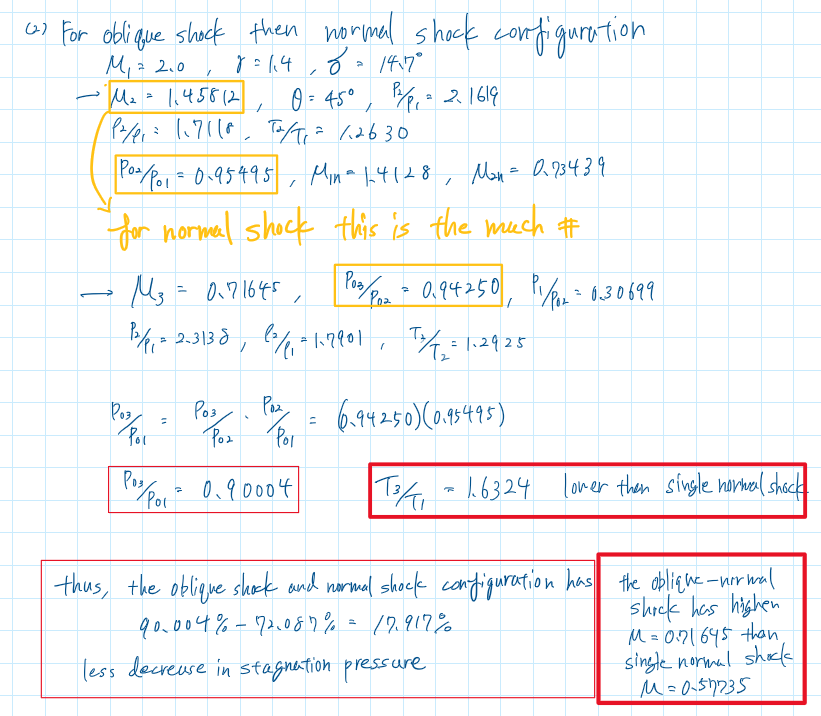 (2) For oblique shock then normal shock configuration
M₁ = 2.0 , γ = 1.4 , δ = 14.7°
→ M₂ = 1.45812 , θ = 45° , P₂/P₁ = 2.1619
ρ₂/ρ₁ = 1.7118 , T₂/T₁ = 1.2630
P₀₂/P₀₁ = 0.95495 , M₁ₙ = 1.4128 , M₂ₙ = 0.73439
for normal shock this is the much #
→ M₃ = 0.71645 , P₀₃/P₀₂ = 0.94250 , P₁/P₀₂ = 0.30699
P₂/P₁ = 2.3138 , ρ₂/ρ₁ = 1.7901 , T₃/T₂ = 1.2925
P₀₃/P₀₁ = P₀₃/P₀₂ · P₀₂/P₀₁ = (0.94250)(0.95495)
P₀₃/P₀₁ = 0.90004
T₃/T₁ = 1.6324 lower than single normal shock
thus, the oblique shock and normal shock configuration has
90.004% - 72.087% = 17.917%
less decrease in stagnation pressure
the oblique-normal
shock has higher
M = 0.71645 than
single normal shock
M = 0.57735